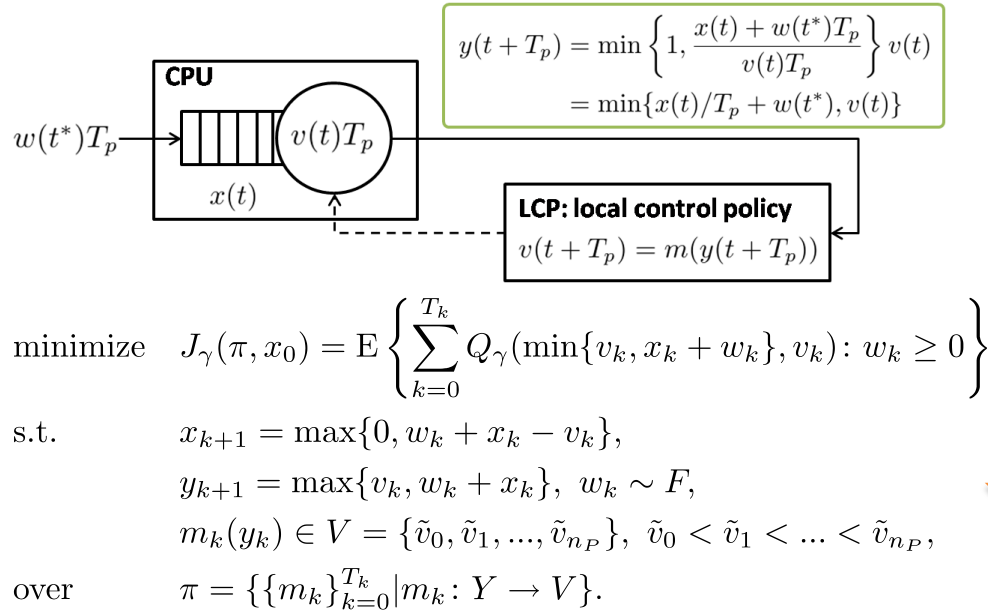 y(t + T_p) = min { 1, (x(t) + w(t*)T_p) / (v(t)T_p) } v(t)
= min{x(t)/T_p + w(t*), v(t)}
CPU
w(t*)T_p
v(t)T_p
x(t)
LCP: local control policy
v(t + T_p) = m(y(t + T_p))
minimize J_γ(π, x_0) = E { ∑_{k=0}^{T_k} Q_γ(min{v_k, x_k + w_k}, v_k) : w_k ≥ 0 }
s.t. x_{k+1} = max{0, w_k + x_k − v_k},
y_{k+1} = max{v_k, w_k + x_k}, w_k ∼ F,
m_k(y_k) ∈ V = {ṽ_0, ṽ_1, ..., ṽ_{n_P}}, ṽ_0 < ṽ_1 < ... < ṽ_{n_P},
over π = {{m_k}_{k=0}^{T_k} | m_k : Y → V}.